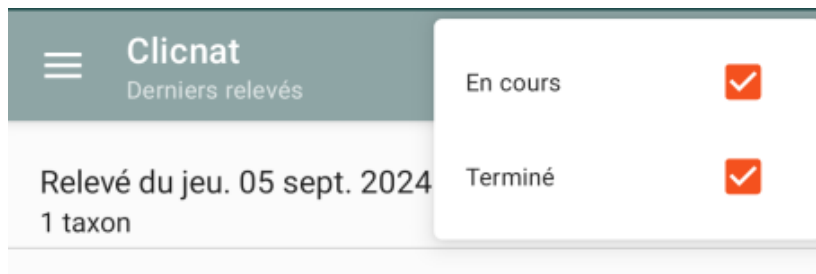 Clicnat
Derniers relevés
En cours
Terminé
Relevé du jeu. 05 sept. 2024
1 taxon